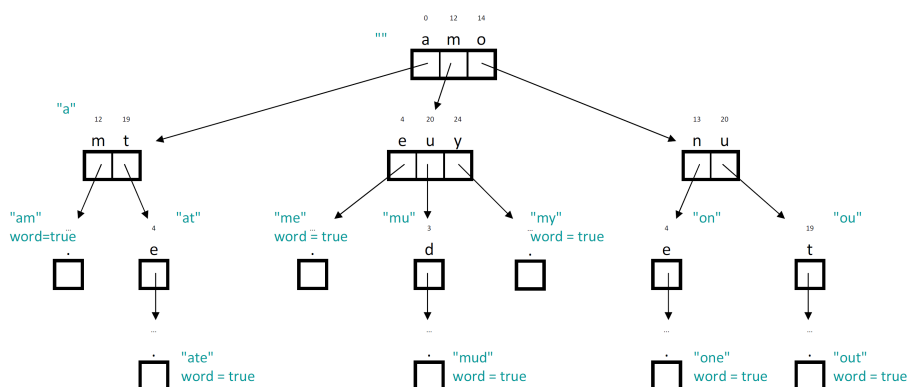 0 12 14
"" a m o
"a"
12 19
m t
4 20 24
e u y
13 20
n u
"am" "at" "me" "mu" "my" "on" "ou"
... 4 ... 3 ... 4 19
word=true word = true word = true
. e . d . e t
... ... ... ...
. "ate" . "mud" . "one" . "out"
word = true word = true word = true word = true